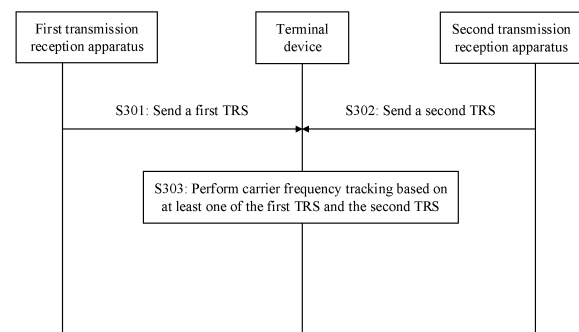 First transmission
reception apparatus
Terminal
device
Second transmission
reception apparatus
S301: Send a first TRS
S302: Send a second TRS
S303: Perform carrier frequency tracking based on
at least one of the first TRS and the second TRS